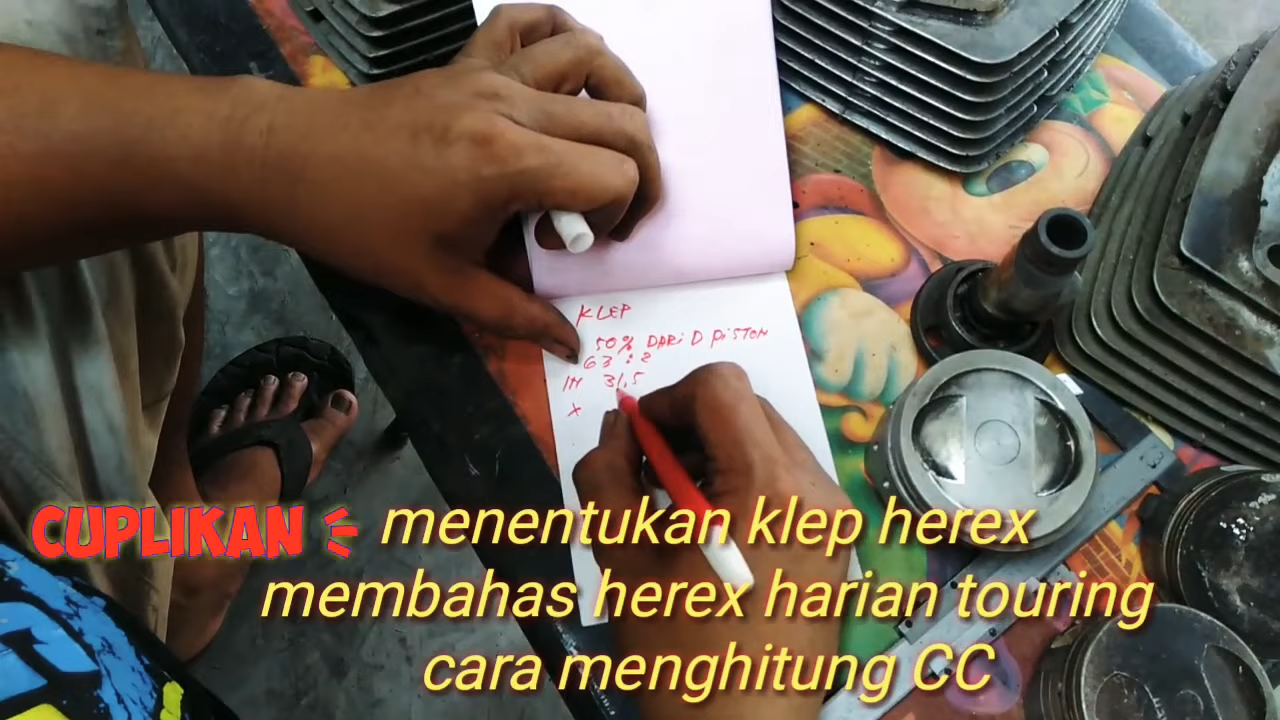 KLEP
50% DARI D PISTON
63 : 2
IN 31,5
X
CUPLIKAN menentukan klep herex
membahas herex harian touring
cara menghitung CC